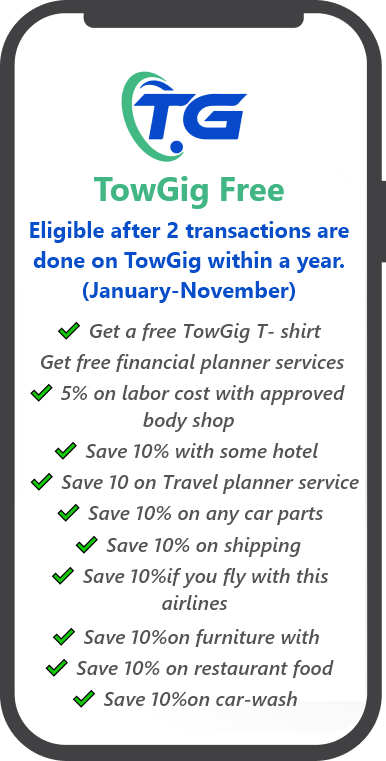 TG
TowGig Free
Eligible after 2 transactions are
done on TowGig within a year.
(January-November)
Get a free TowGig T- shirt
Get free financial planner services
5% on labor cost with approved
body shop
Save 10% with some hotel
Save 10 on Travel planner service
Save 10% on any car parts
Save 10% on shipping
Save 10%if you fly with this
airlines
Save 10%on furniture with
Save 10% on restaurant food
Save 10%on car-wash